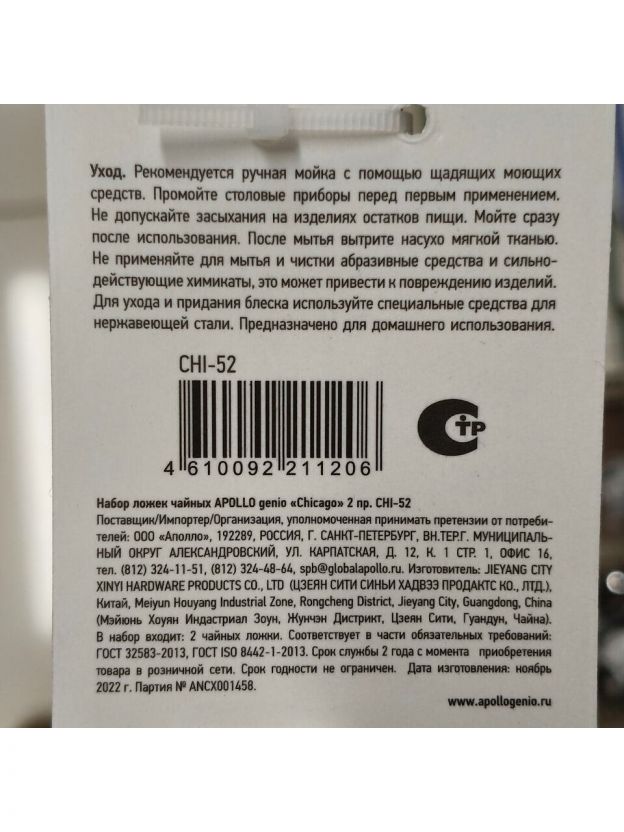 Уход. Рекомендуется ручная мойка с помощью щадящих моющих
средств. Промойте столовые приборы перед первым применением.
Не допускайте засыхания на изделиях остатков пищи. Мойте сразу
после использования. После мытья вытрите насухо мягкой тканью.
Не применяйте для мытья и чистки абразивные средства и сильно-
действующие химикаты, это может привести к повреждению изделий.
Для ухода и придания блеска используйте специальные средства для
нержавеющей стали. Предназначено для домашнего использования.
CHI-52
4 610092 211206
СТР
Набор ложек чайных APOLLO genio «Chicago» 2 пр. CHI-52
Поставщик/Импортер/Организация, уполномоченная принимать претензии от потреби-
телей: ООО «Аполло», 192289, РОССИЯ, Г. САНКТ-ПЕТЕРБУРГ, ВН.ТЕР.Г. МУНИЦИПАЛЬ-
НЫЙ ОКРУГ АЛЕКСАНДРОВСКИЙ, УЛ. КАРПАТСКАЯ, Д. 12, К. 1 СТР. 1, ОФИС 16,
тел. (812) 324-11-51, (812) 324-48-64, spb@globalapollo.ru. Изготовитель: JIEYANG CITY
XINYI HARDWARE PRODUCTS CO., LTD (ЦЗЕЯН СИТИ СИНЬИ ХАДВЭЭ ПРОДАКТС КО., ЛТД.),
Китай, Meiyun Houyang Industrial Zone, Rongcheng District, Jieyang City, Guangdong, China
(Мэйюнь Хоуян Индастриал Зоун, Жунчэн Дистрикт, Цзеян Сити, Гуандун, Чайна).
В набор входит: 2 чайные ложки. Соответствует в части обязательных требований:
ГОСТ 32583-2013, ГОСТ ISO 8442-1-2013. Срок службы 2 года с момента приобретения
товара в розничной сети. Срок годности не ограничен. Дата изготовления: ноябрь
2022 г. Партия № ANCX001458.
www.apollogenio.ru